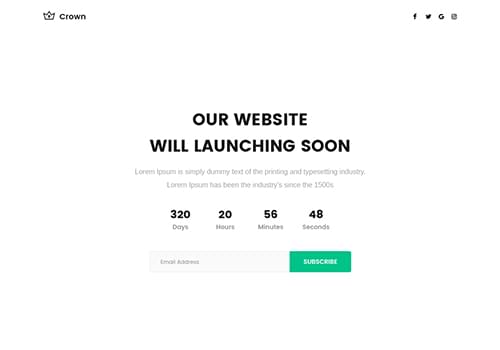 Crown
OUR WEBSITE
WILL LAUNCHING SOON
Lorem Ipsum is simply dummy text of the printing and typesetting industry.
Lorem Ipsum has been the industry's since the 1500s
320 20 56 48
Days Hours Minutes Seconds
Email Address SUBSCRIBE